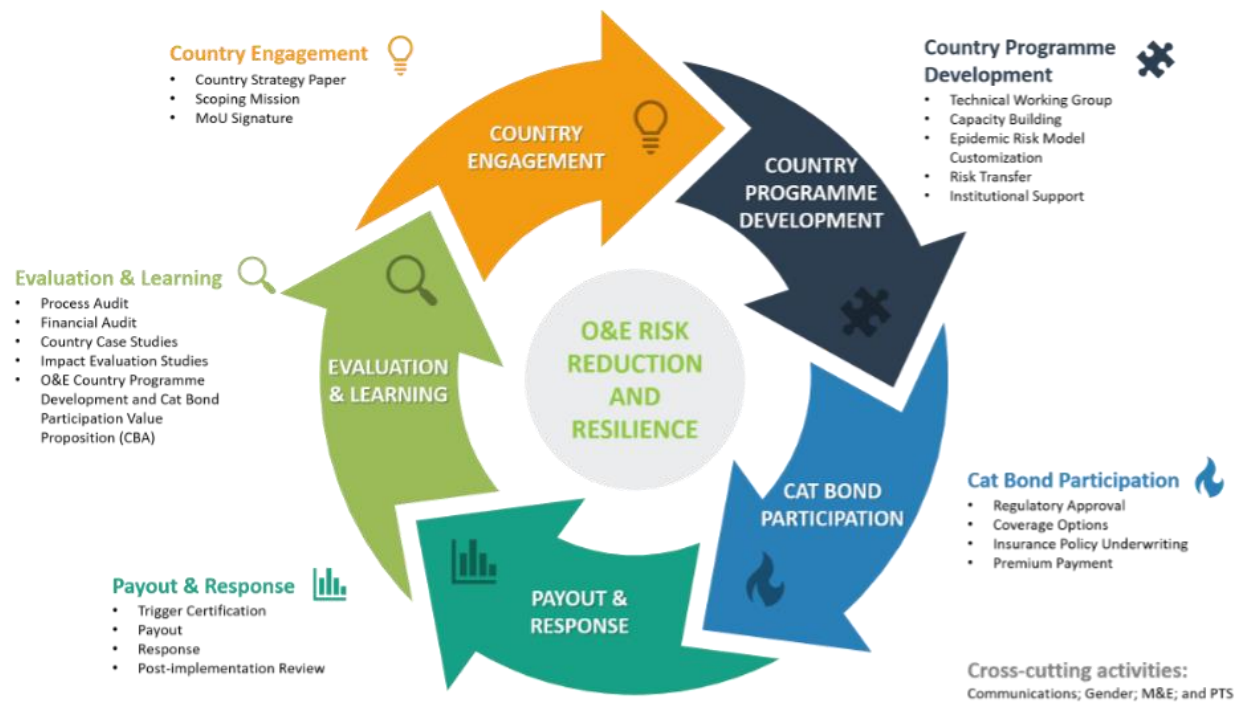 Country Engagement
• Country Strategy Paper
• Scoping Mission
• MoU Signature
Country Programme
Development
• Technical Working Group
• Capacity Building
• Epidemic Risk Model
Customization
• Risk Transfer
• Institutional Support
COUNTRY
ENGAGEMENT
COUNTRY
PROGRAMME
DEVELOPMENT
Evaluation & Learning
• Process Audit
• Financial Audit
• Country Case Studies
• Impact Evaluation Studies
• O&E Country Programme
Development and Cat Bond
Participation Value
Proposition (CBA)
EVALUATION
& LEARNING
O&E RISK
REDUCTION
AND
RESILIENCE
CAT BOND
PARTICIPATION
Cat Bond Participation
• Regulatory Approval
• Coverage Options
• Insurance Policy Underwriting
• Premium Payment
Payout & Response
• Trigger Certification
• Payout
• Response
• Post-implementation Review
PAYOUT &
RESPONSE
Cross-cutting activities:
Communications; Gender; M&E; and PTS